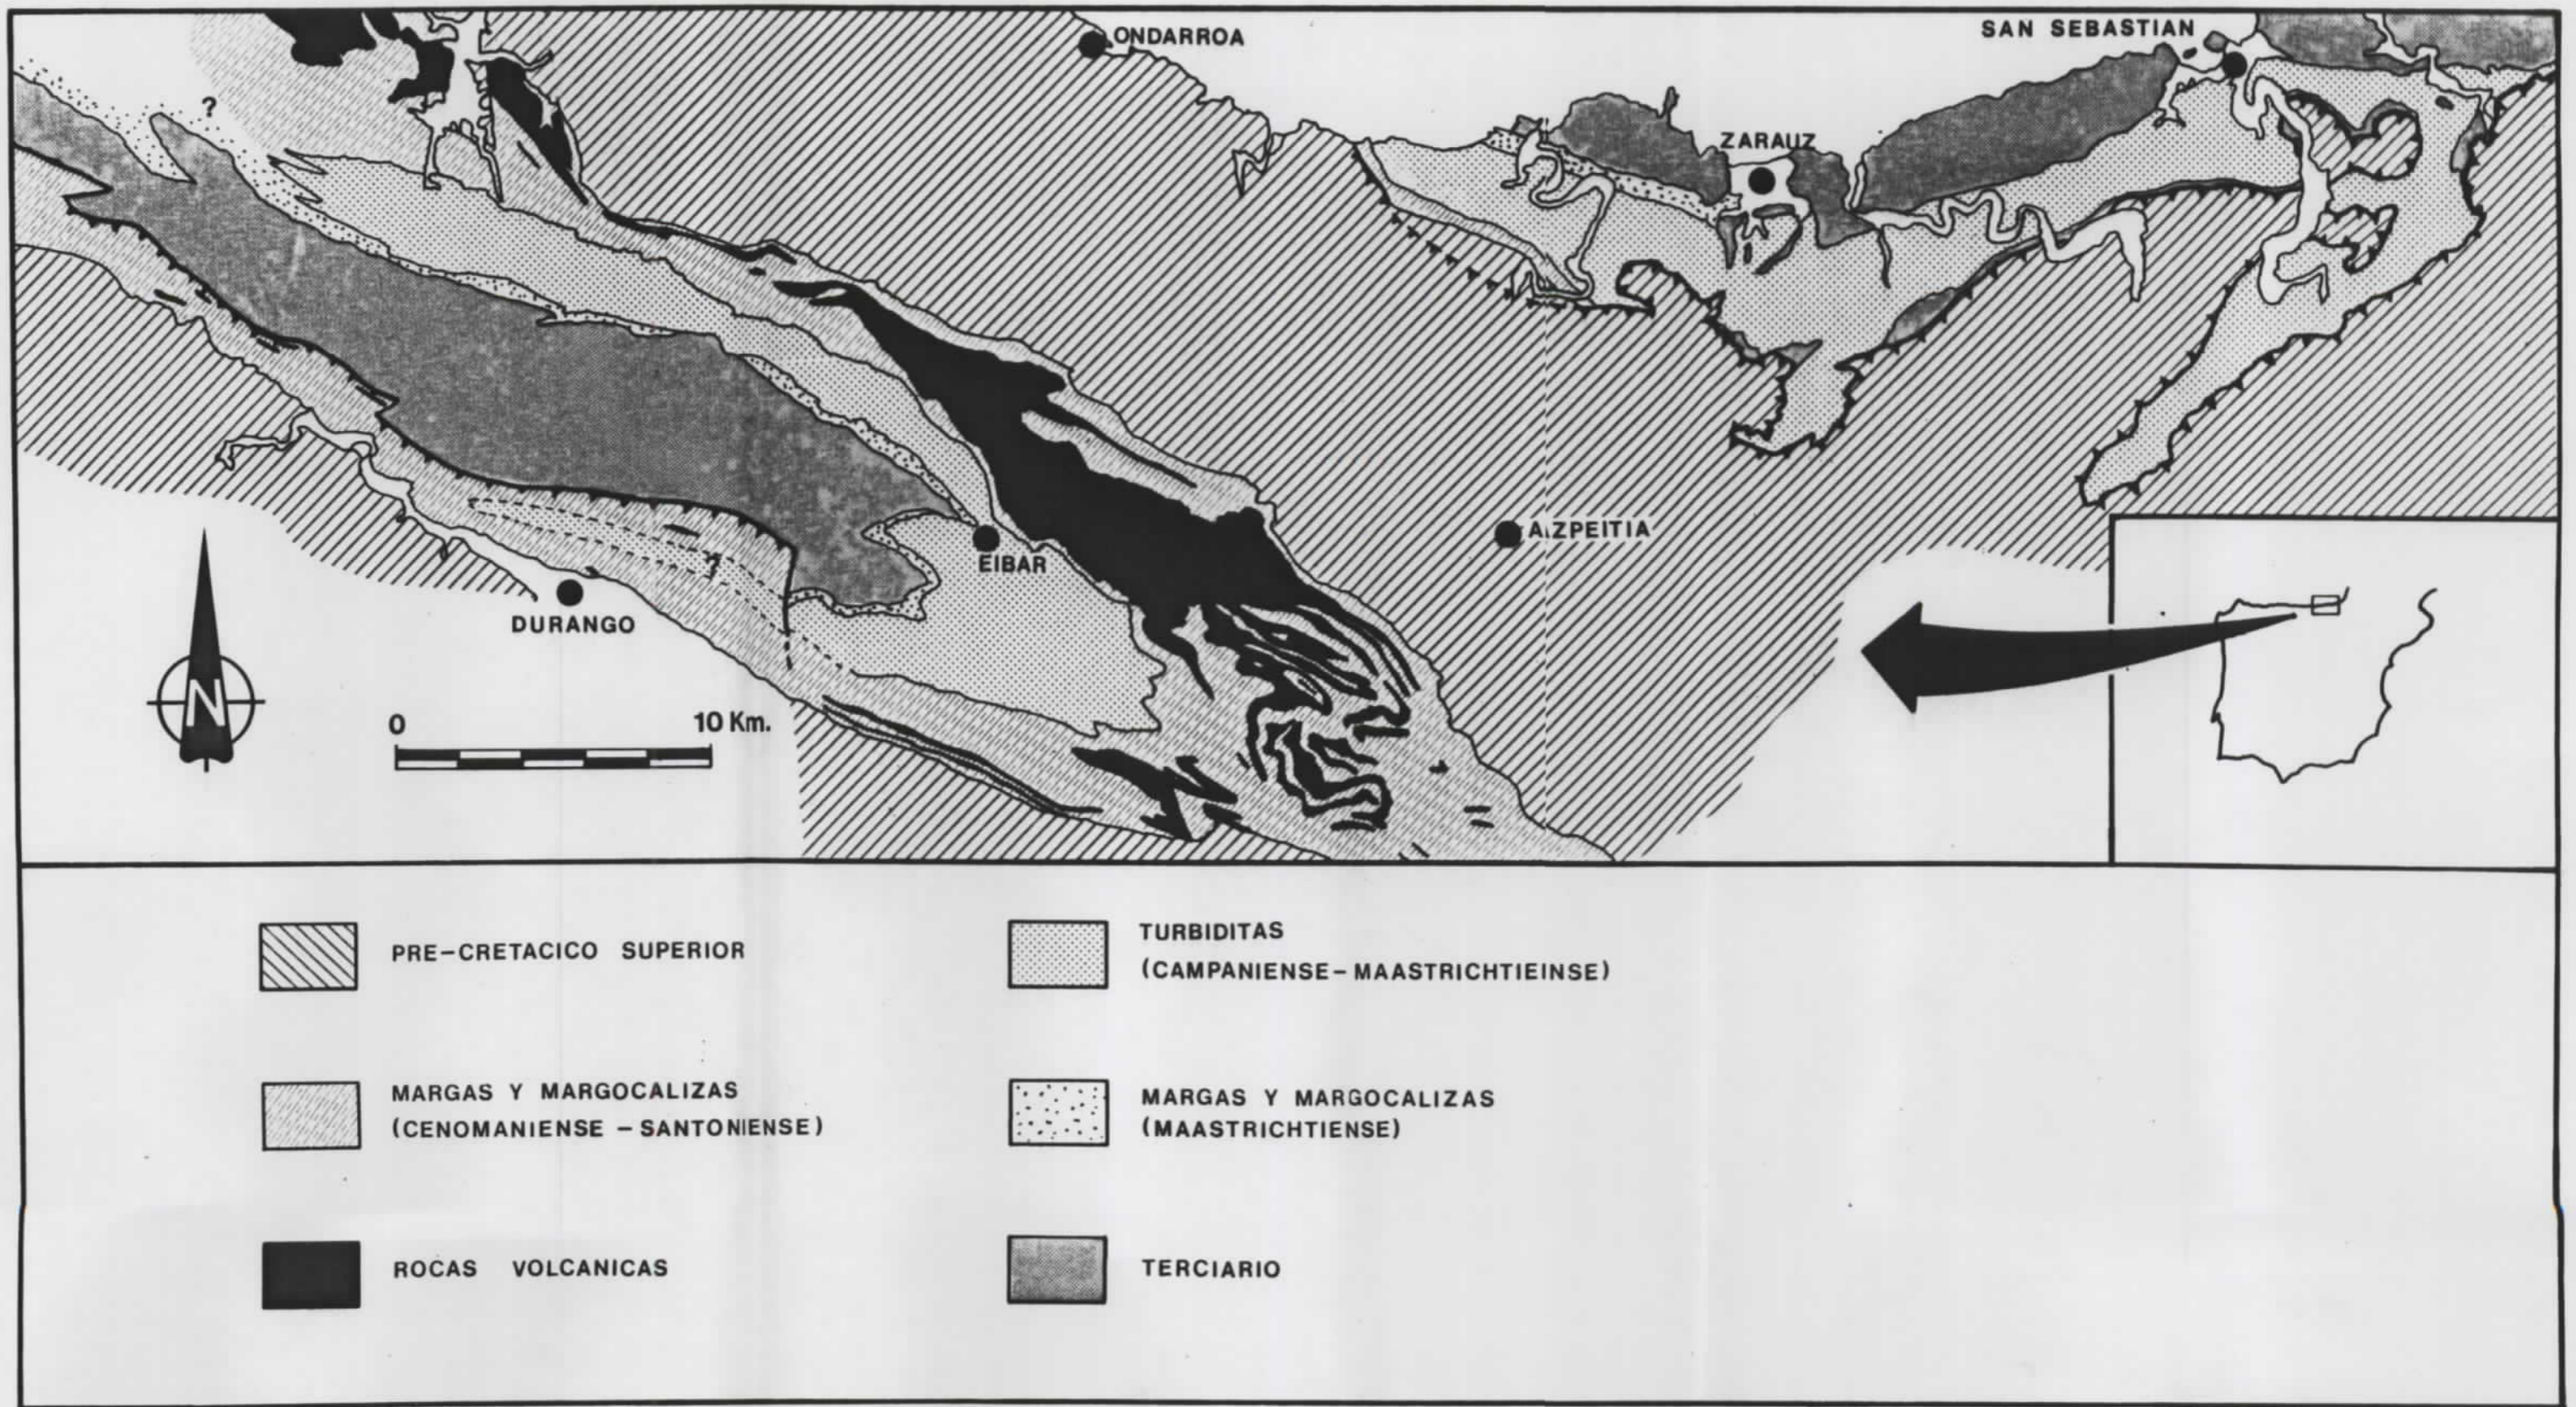 ONDARROA
SAN SEBASTIAN
?
ZARAUZ
AIZPEITIA
EIBAR
?
DURANGO
N
0 10 Km.
PRE-CRETACICO SUPERIOR
MARGAS Y MARGOCALIZAS
(CENOMANIENSE - SANTONIENSE)
ROCAS VOLCANICAS
TURBIDITAS
(CAMPANIENSE - MAASTRICHTIEINSE)
MARGAS Y MARGOCALIZAS
(MAASTRICHTIENSE)
TERCIARIO